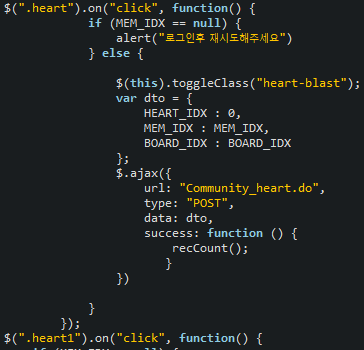 $(".heart").on("click", function() {
if (MEM_IDX == null) {
alert("로그인후 재시도해주세요")
} else {
$(this).toggleClass("heart-blast");
var dto = {
HEART_IDX : 0,
MEM_IDX : MEM_IDX,
BOARD_IDX : BOARD_IDX
};
$.ajax({
url: "Community_heart.do",
type: "POST",
data: dto,
success: function () {
recCount();
}
})
}
});
$(".heart1").on("click", function() {